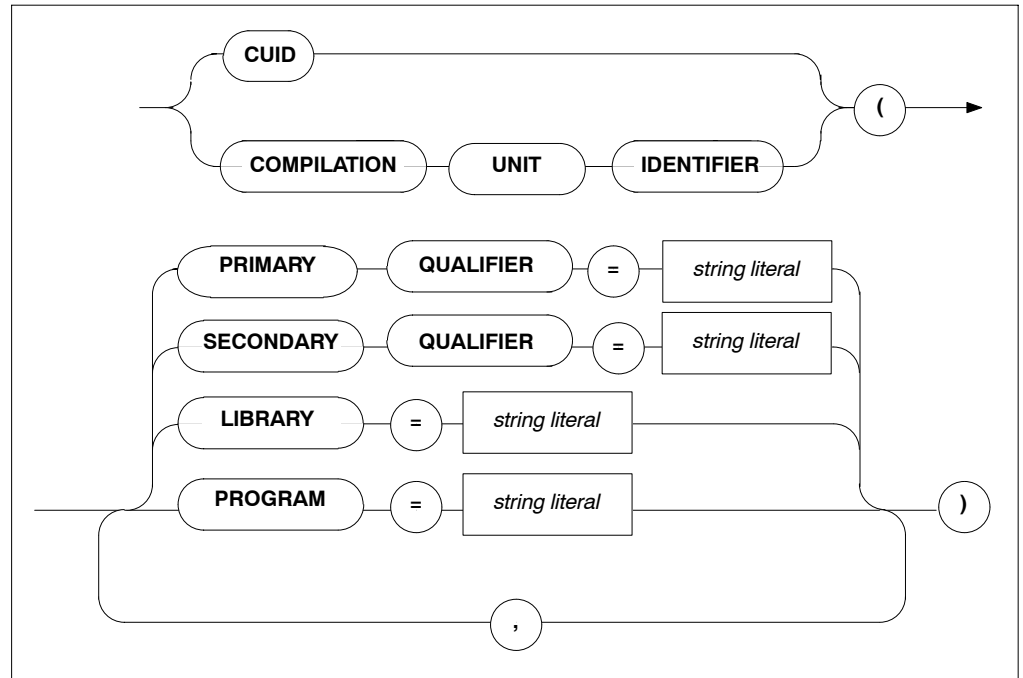 CUID
(
COMPILATION UNIT IDENTIFIER
PRIMARY QUALIFIER = string literal
SECONDARY QUALIFIER = string literal
LIBRARY = string literal
PROGRAM = string literal
)
,